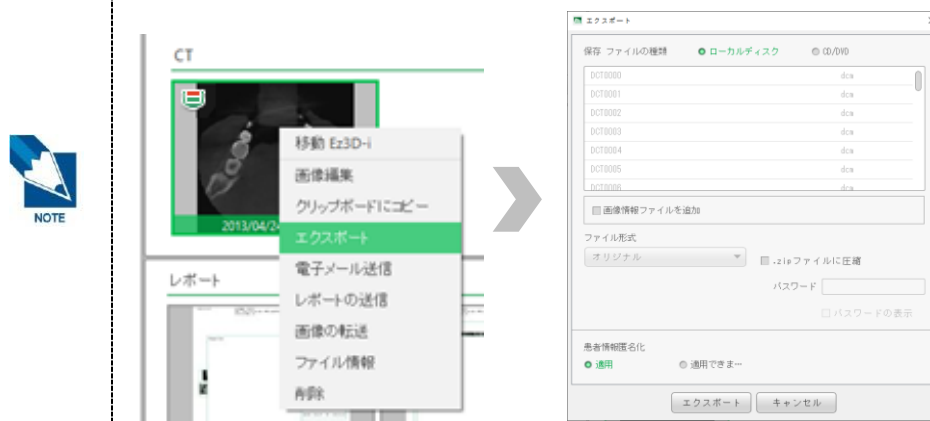 NOTE
CT
2013/04/24
移動 Ez3D-i
画像編集
クリップボードにコピー
エクスポート
電子メール送信
レポートの送信
画像の転送
ファイル情報
削除
レポート
エクスポート
保存 ファイルの種類 ローカルディスク CD/DVD
DCT0000 dcm
DCT0001 dcm
DCT0002 dcm
DCT0003 dcm
DCT0004 dcm
DCT0005 dcm
DCT0006 dcm
画像情報ファイルを追加
ファイル形式
オリジナル .zipファイルに圧縮
パスワード
パスワードの表示
患者情報匿名化
適用 適用できま…
エクスポート キャンセル